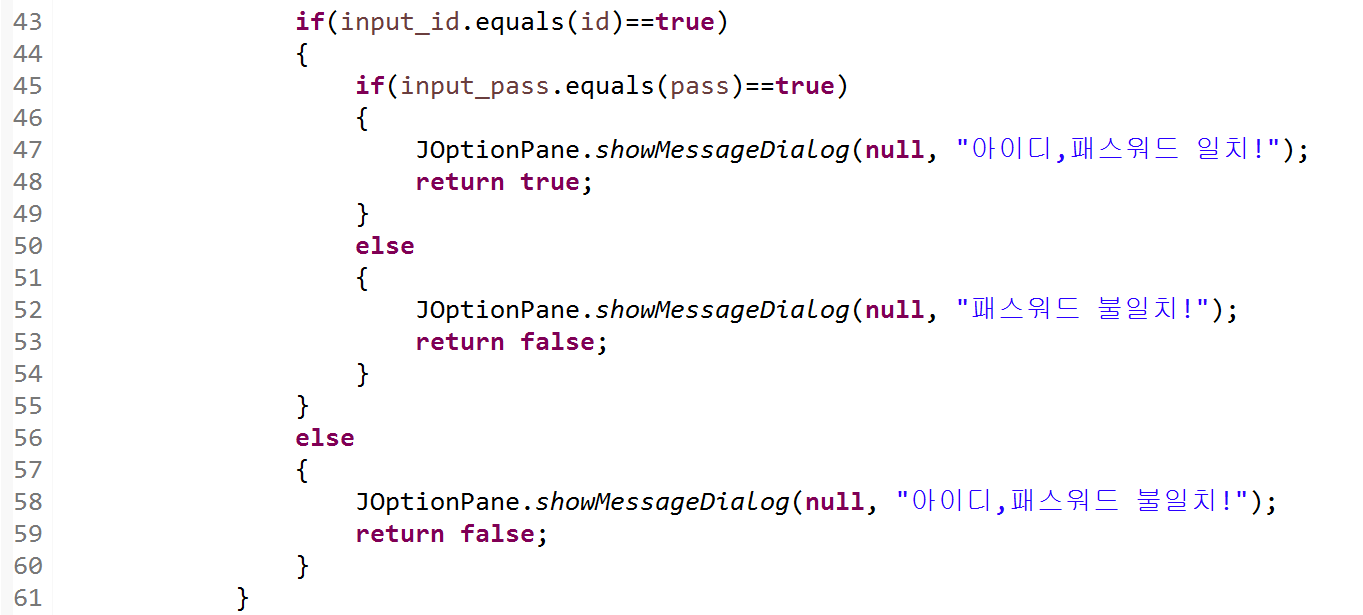 43 if(input_id.equals(id)==true)
44 {
45 if(input_pass.equals(pass)==true)
46 {
47 JOptionPane.showMessageDialog(null, "아이디,패스워드 일치!");
48 return true;
49 }
50 else
51 {
52 JOptionPane.showMessageDialog(null, "패스워드 불일치!");
53 return false;
54 }
55 }
56 else
57 {
58 JOptionPane.showMessageDialog(null, "아이디,패스워드 불일치!");
59 return false;
60 }
61 }